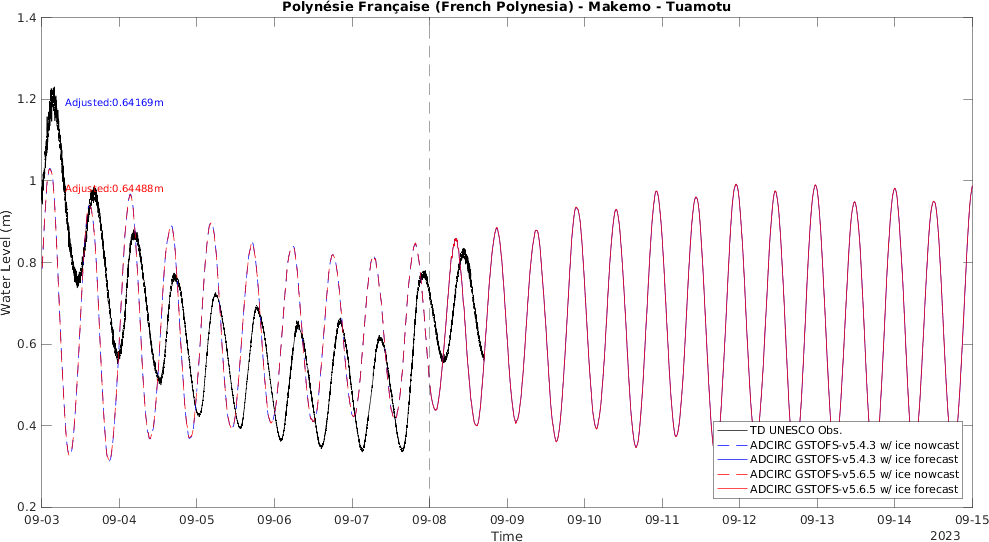 Polynésie Française (French Polynesia) - Makemo - Tuamotu
1.4
1.2
1
0.8
0.6
0.4
0.2
Water Level (m)
Adjusted:0.64169m
Adjusted:0.64488m
TD UNESCO Obs.
ADCIRC GSTOFS-v5.4.3 w/ ice nowcast
ADCIRC GSTOFS-v5.4.3 w/ ice forecast
ADCIRC GSTOFS-v5.6.5 w/ ice nowcast
ADCIRC GSTOFS-v5.6.5 w/ ice forecast
09-03 09-04 09-05 09-06 09-07 09-08 09-09 09-10 09-11 09-12 09-13 09-14 09-15
Time
2023